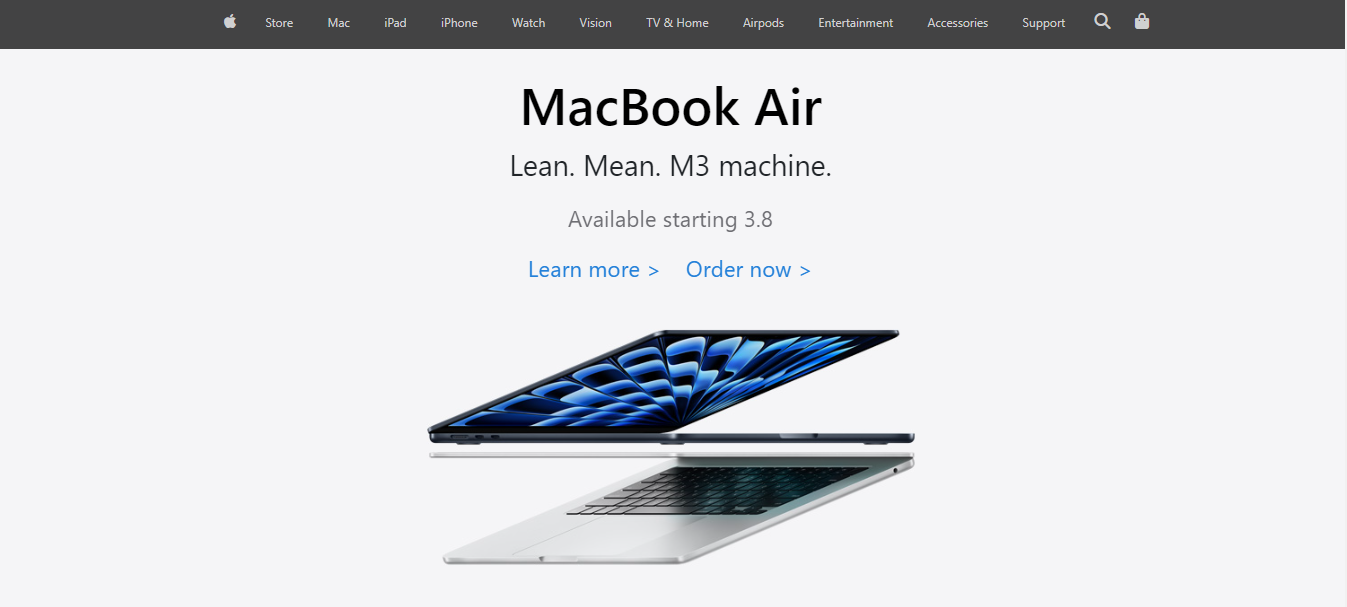 Store Mac iPad iPhone Watch Vision TV & Home Airpods Entertainment Accessories Support
MacBook Air
Lean. Mean. M3 machine.
Available starting 3.8
Learn more > Order now >